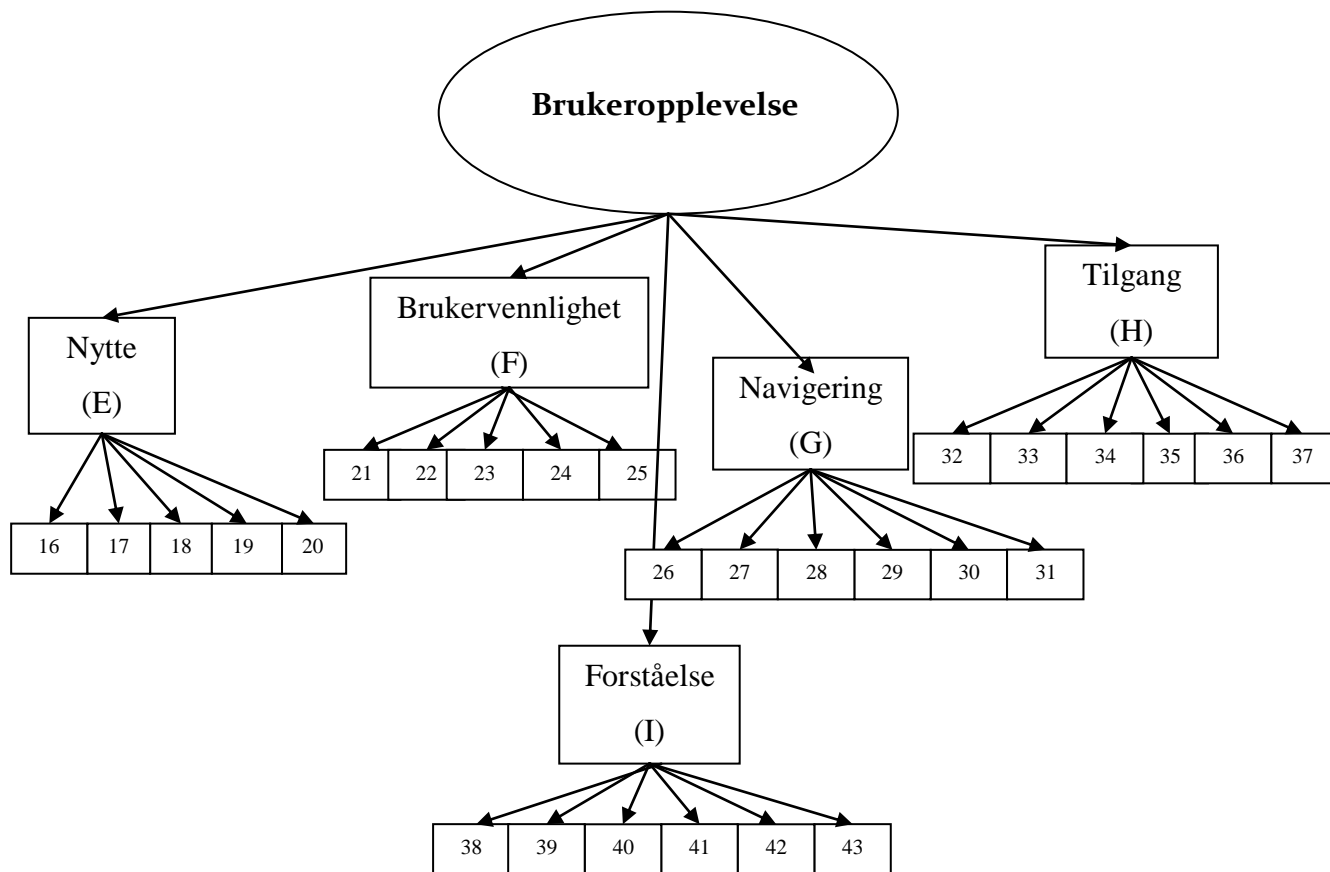 Brukeropplevelse
Tilgang
(H)
Brukervennlighet
(F)
Nytte
(E)
Navigering
(G)
32 33 34 35 36 37
21 22 23 24 25
16 17 18 19 20
26 27 28 29 30 31
Forståelse
(I)
38 39 40 41 42 43